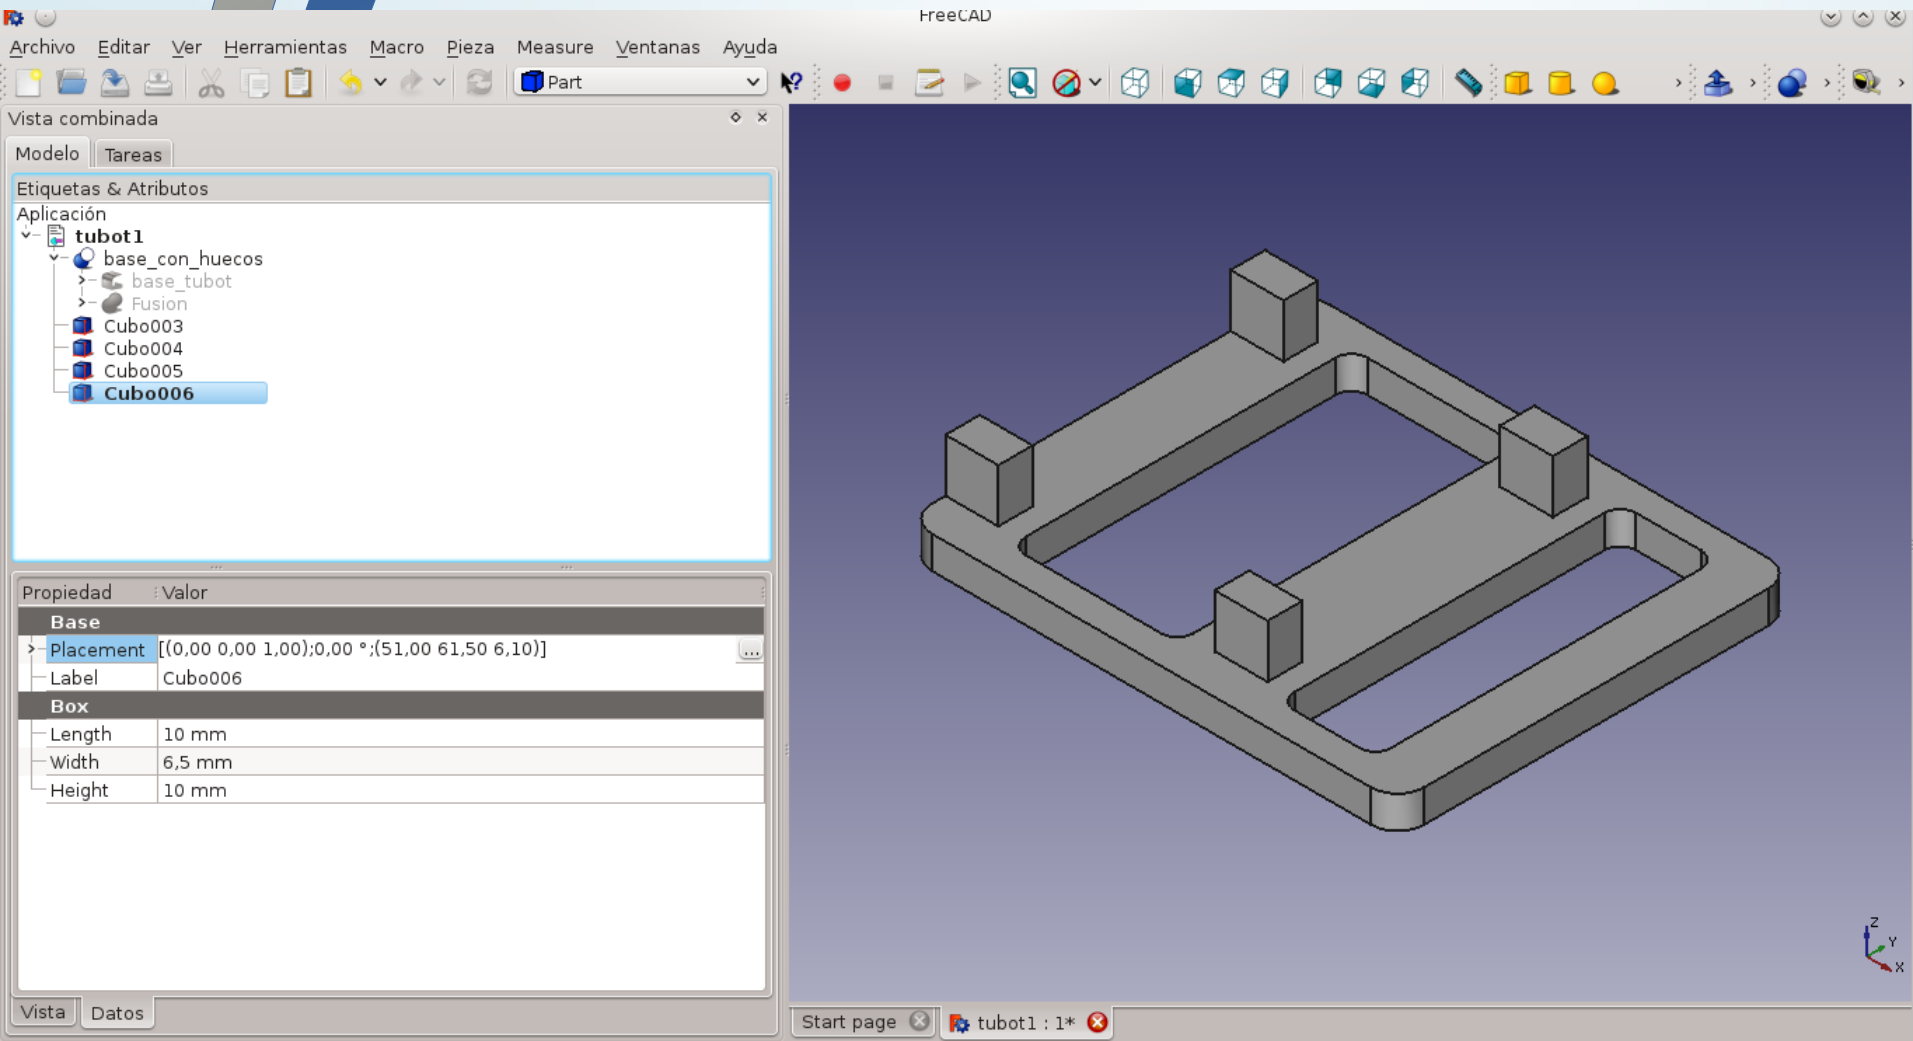 FreeCAD
Archivo Editar Ver Herramientas Macro Pieza Measure Ventanas Ayuda
Part
Vista combinada
Modelo Tareas
Etiquetas & Atributos
Aplicación
tubot1
base_con_huecos
base_tubot
Fusion
Cubo003
Cubo004
Cubo005
Cubo006
Propiedad Valor
Base
Placement [(0,00 0,00 1,00);0,00 °;(51,00 61,50 6,10)] ...
Label Cubo006
Box
Length 10 mm
Width 6,5 mm
Height 10 mm
Vista Datos
Z
Y
X
Start page tubot1 : 1*